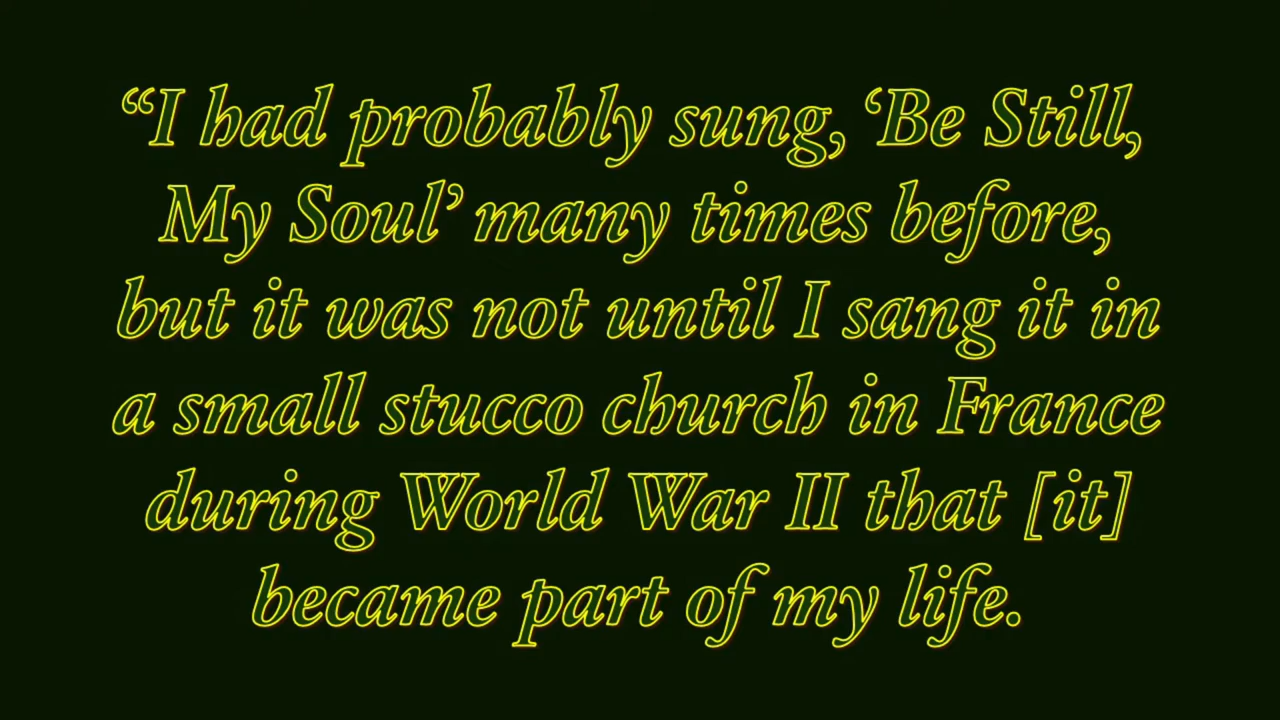 “I had probably sung, ‘Be Still,
My Soul’ many times before,
but it was not until I sang it in
a small stucco church in France
during World War II that [it]
became part of my life.